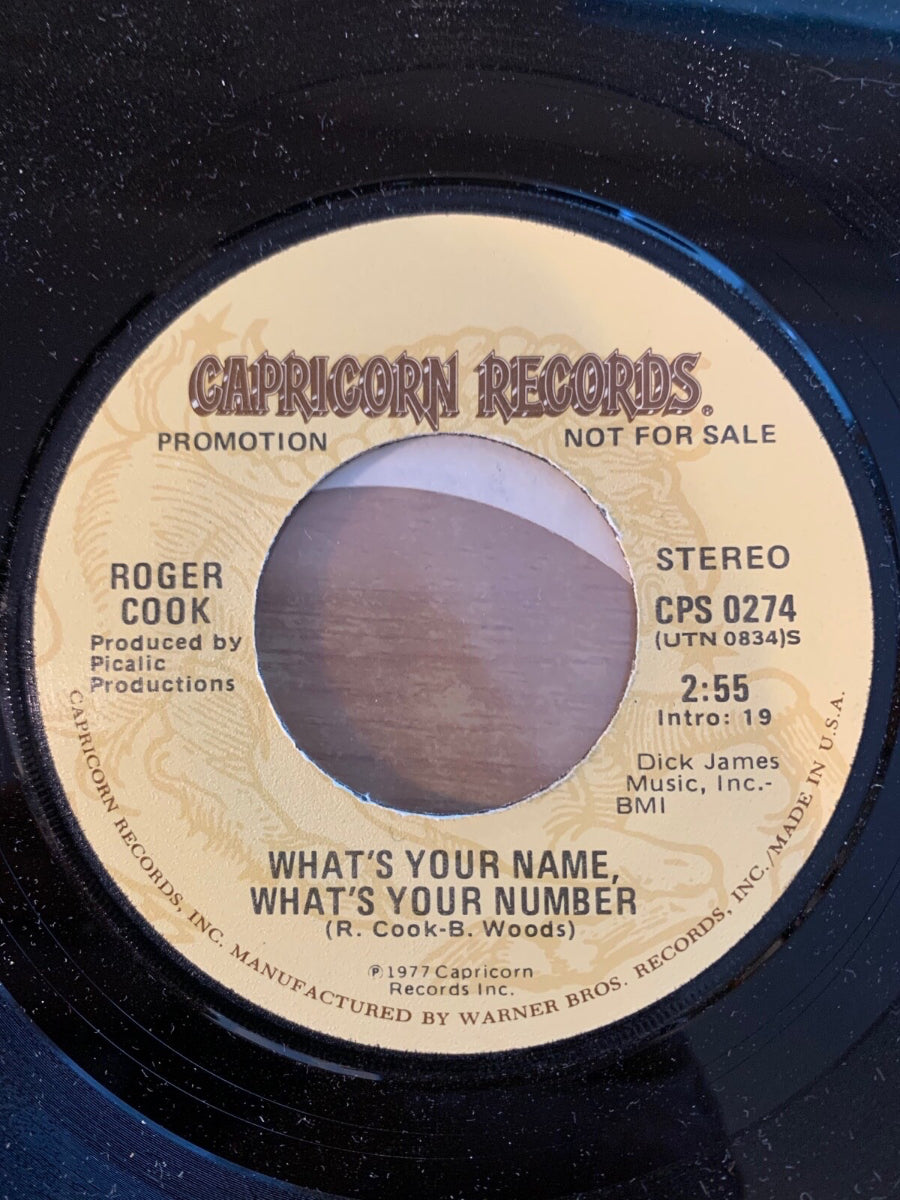 CAPRICORN RECORDS®
PROMOTION NOT FOR SALE
ROGER
COOK
Produced by
Picalic
Productions
STEREO
CPS 0274
(UTN 0834)S
2:55
Intro: 19
Dick James
Music, Inc.-
BMI
WHAT'S YOUR NAME,
WHAT'S YOUR NUMBER
(R. Cook-B. Woods)
℗1977 Capricorn
Records Inc.
CAPRICORN RECORDS, INC. MANUFACTURED BY WARNER BROS. RECORDS, INC./MADE IN U.S.A.